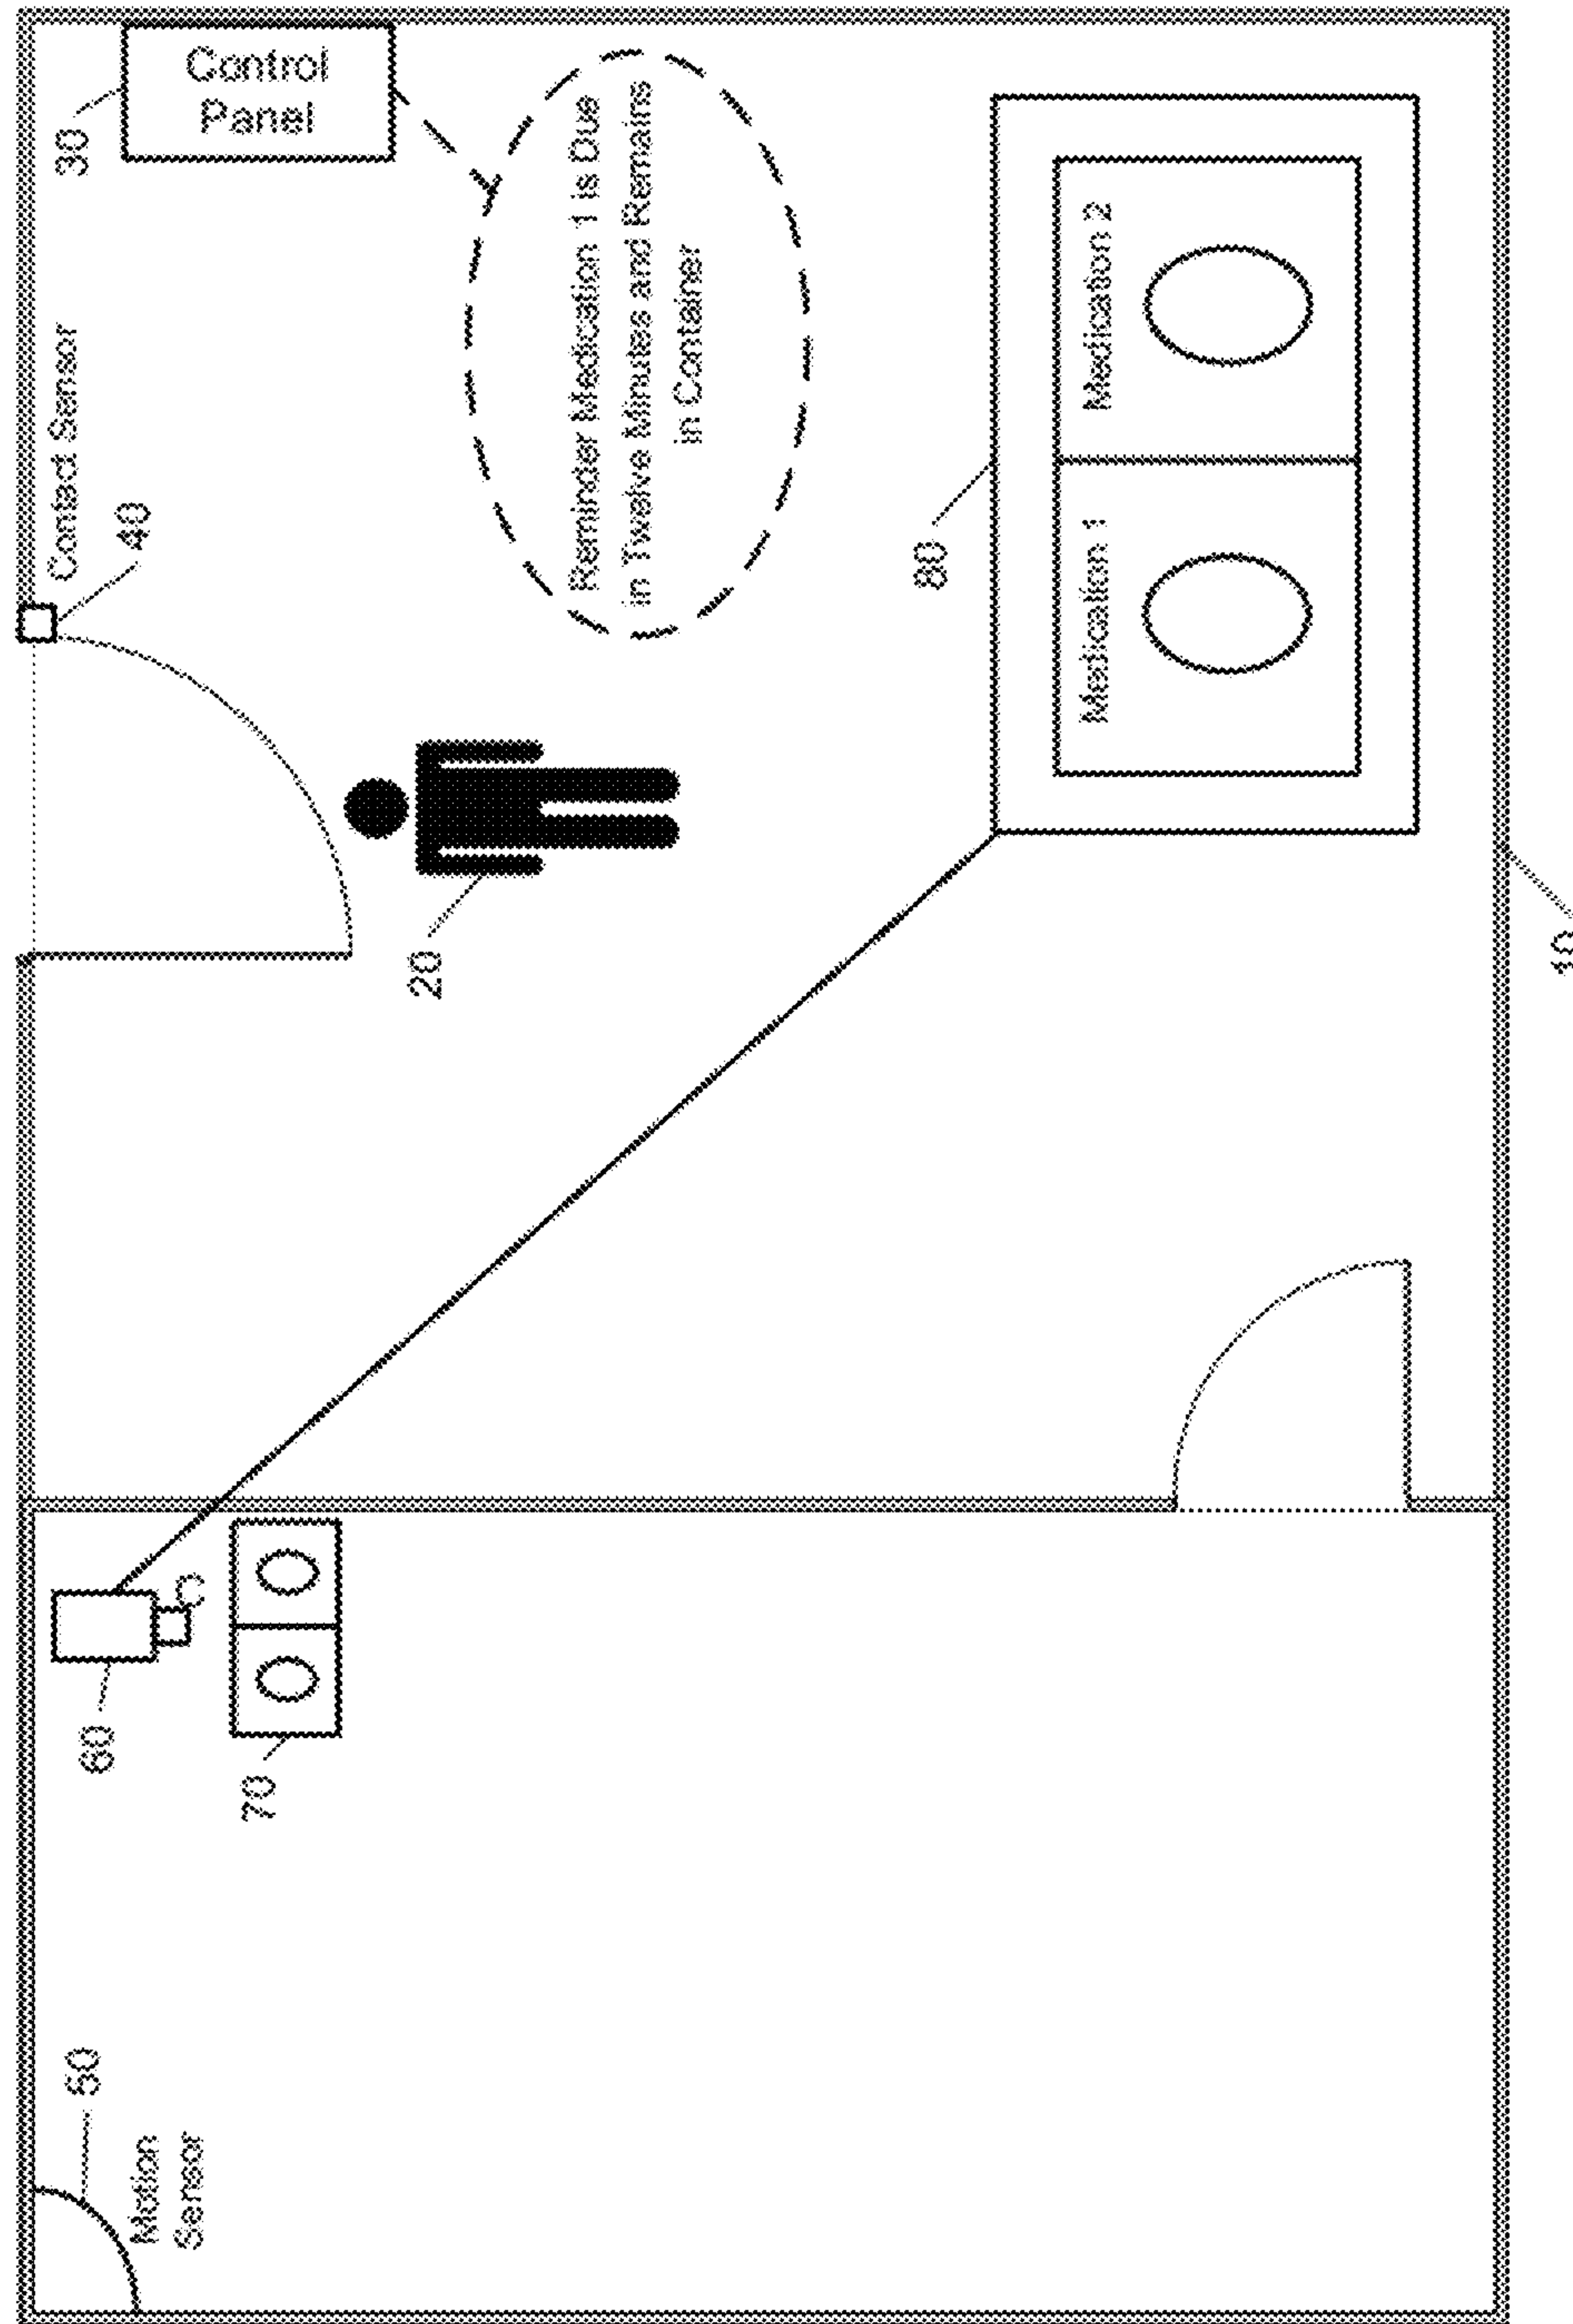 30
Control
Panel
Contact Sensor
40
Reminder Medication 1 is Due
in Twelve Minutes and Remains
in Container
20
80
Medication 1
Medication 2
60
70
50
Motion
Sensor